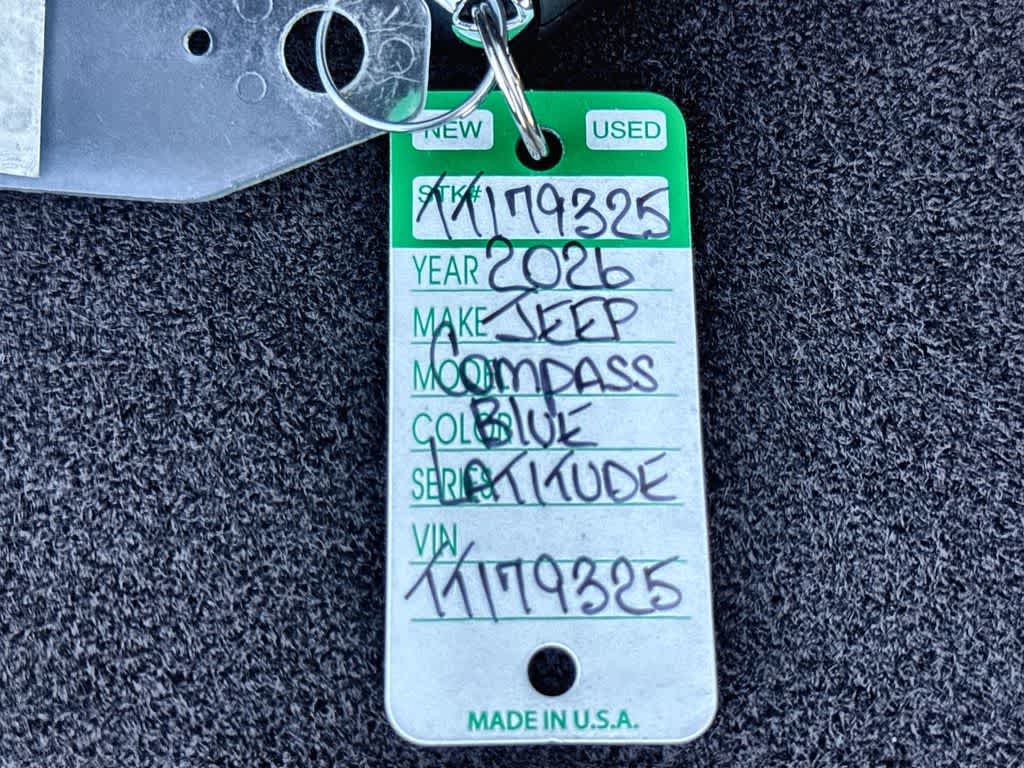 NEW USED
STK# TT179325
YEAR 2026
MAKE JEEP
MODEL COMPASS
COLOR BLUE
SERIES LATITUDE
VIN
TT179325
MADE IN U.S.A.